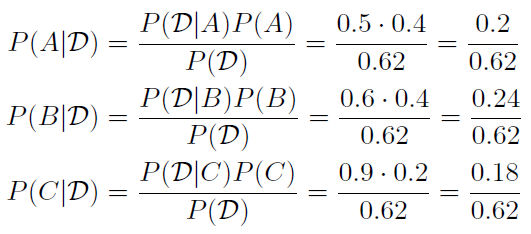 P(A|𝒟) = P(𝒟|A)P(A) / P(𝒟) = 0.5 · 0.4 / 0.62 = 0.2 / 0.62
P(B|𝒟) = P(𝒟|B)P(B) / P(𝒟) = 0.6 · 0.4 / 0.62 = 0.24 / 0.62
P(C|𝒟) = P(𝒟|C)P(C) / P(𝒟) = 0.9 · 0.2 / 0.62 = 0.18 / 0.62